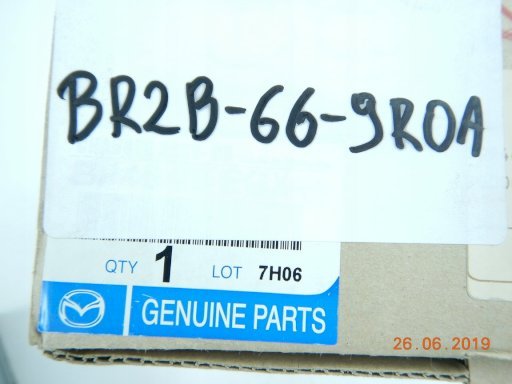 BR2B-66-9R0A
QTY 1 LOT 7H06
GENUINE PARTS
26.06.2019